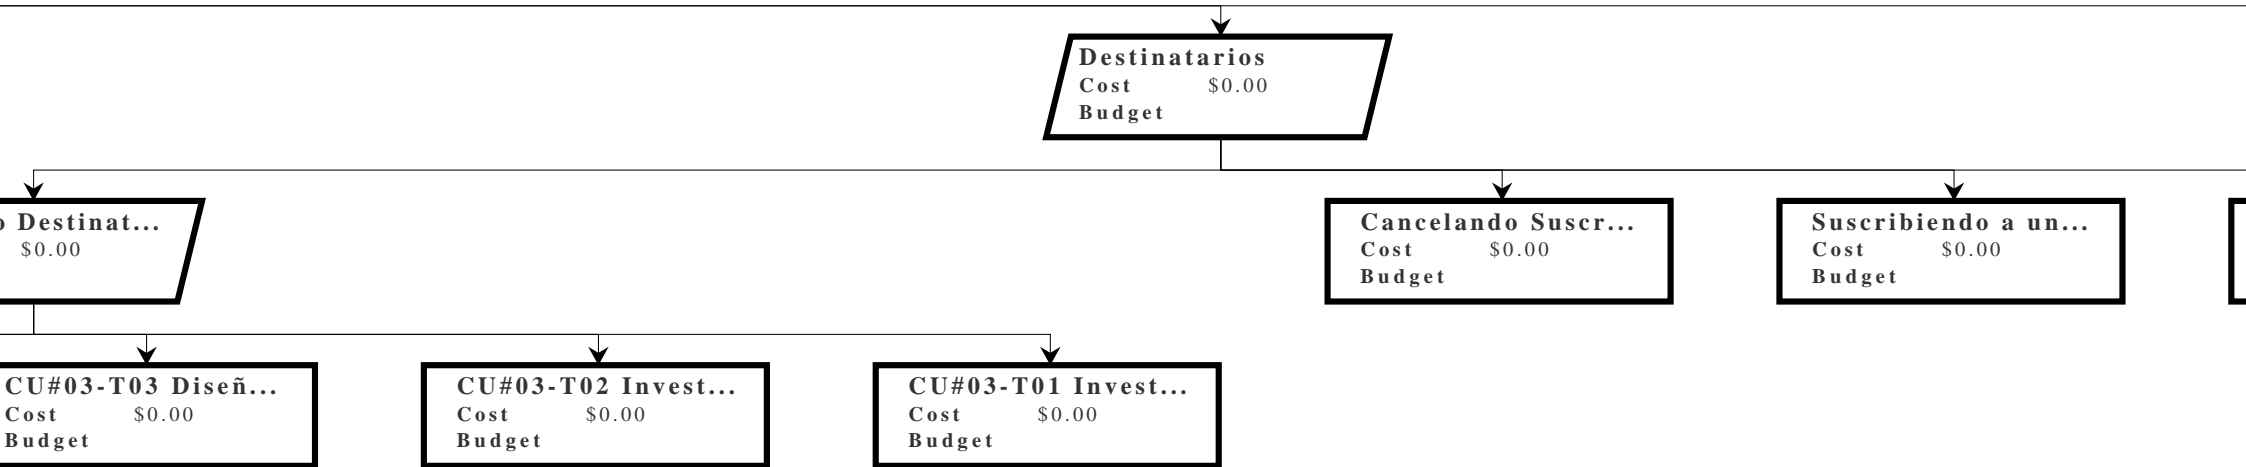 Destinatarios
Cost $0.00
Budget
o Destinat...
$0.00
Cancelando Suscr...
Cost $0.00
Budget
Suscribiendo a un...
Cost $0.00
Budget
CU#03-T03 Diseñ...
Cost $0.00
Budget
CU#03-T02 Invest...
Cost $0.00
Budget
CU#03-T01 Invest...
Cost $0.00
Budget